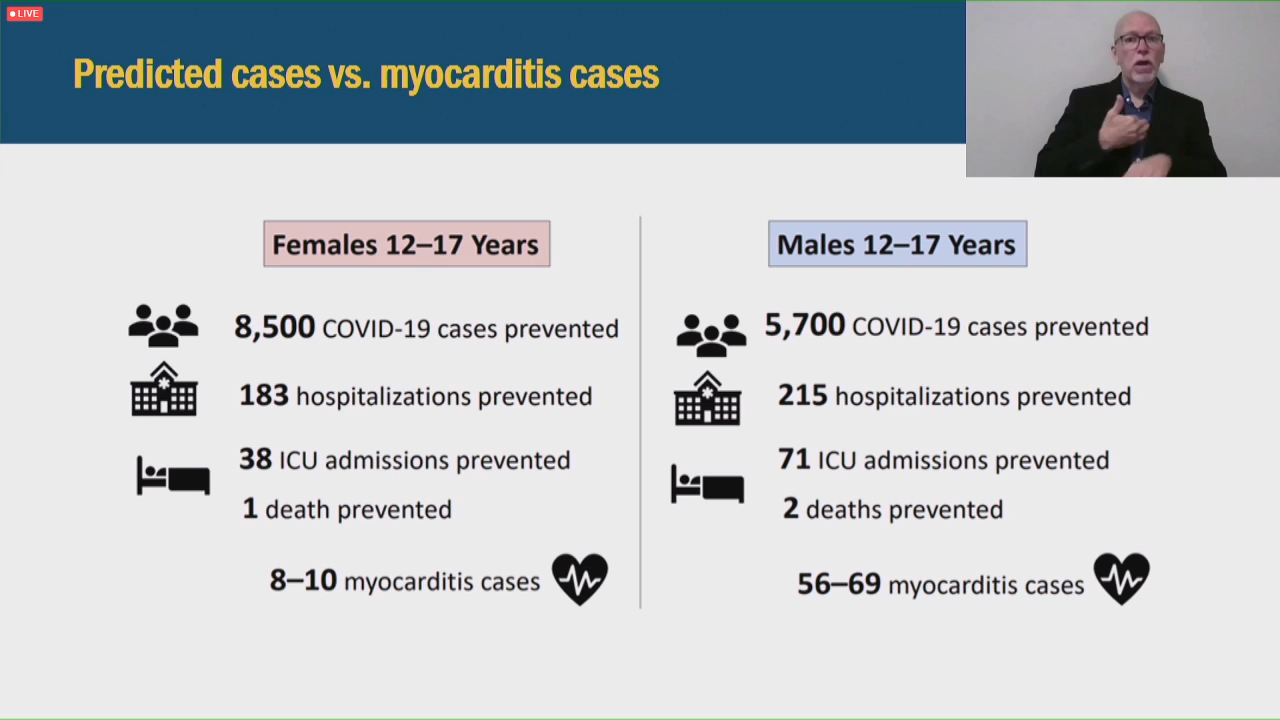 LIVE
Predicted cases vs. myocarditis cases
Females 12–17 Years
8,500 COVID-19 cases prevented
183 hospitalizations prevented
38 ICU admissions prevented
1 death prevented
8–10 myocarditis cases
Males 12–17 Years
5,700 COVID-19 cases prevented
215 hospitalizations prevented
71 ICU admissions prevented
2 deaths prevented
56–69 myocarditis cases